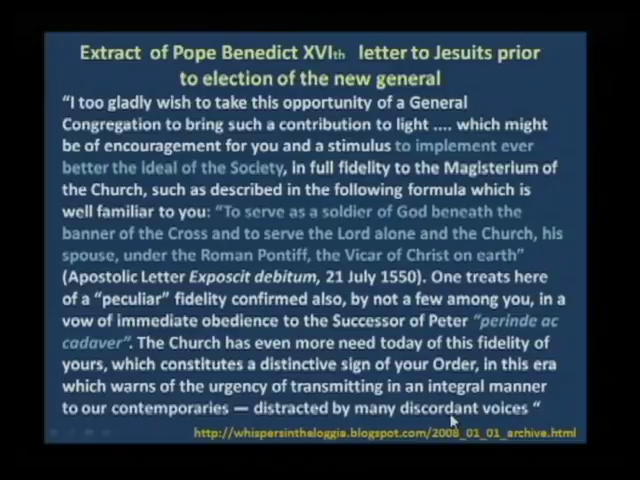 Extract of Pope Benedict XVIth letter to Jesuits prior
to election of the new general
“I too gladly wish to take this opportunity of a General
Congregation to bring such a contribution to light .... which might
be of encouragement for you and a stimulus to implement ever
better the ideal of the Society, in full fidelity to the Magisterium of
the Church, such as described in the following formula which is
well familiar to you: “To serve as a soldier of God beneath the
banner of the Cross and to serve the Lord alone and the Church, his
spouse, under the Roman Pontiff, the Vicar of Christ on earth”
(Apostolic Letter Exposcit debitum, 21 July 1550). One treats here
of a “peculiar” fidelity confirmed also, by not a few among you, in a
vow of immediate obedience to the Successor of Peter “perinde ac
cadaver”. The Church has even more need today of this fidelity of
yours, which constitutes a distinctive sign of your Order, in this era
which warns of the urgency of transmitting in an integral manner
to our contemporaries — distracted by many discordant voices “
http://whispersintheloggia.blogspot.com/2008_01_01_archive.html